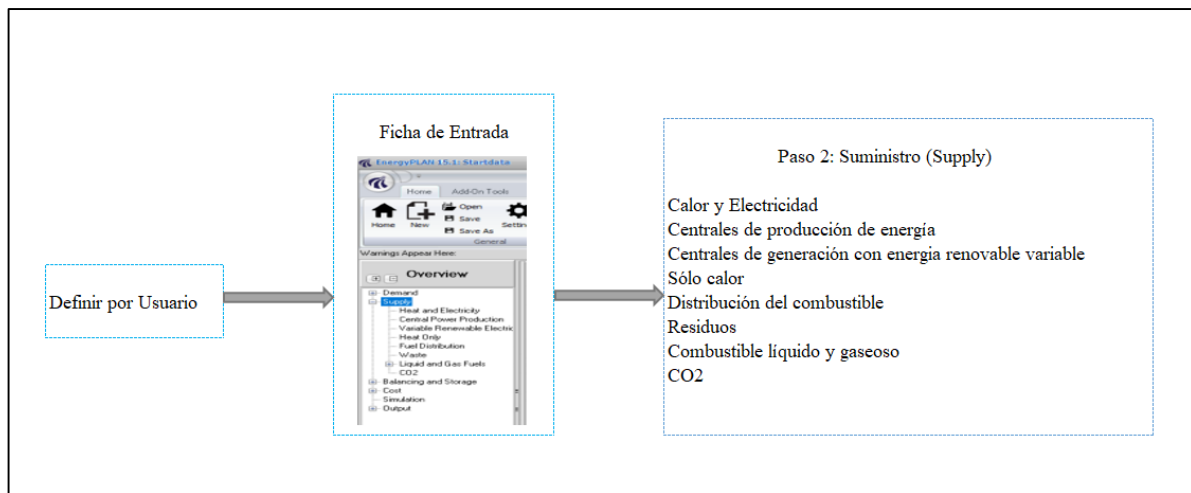 Definir por Usuario
Ficha de Entrada
EnergyPLAN 15.1: Startdata
Home
Add-On Tools
Home
New
Open
Save
Save As
Settin
General
Warnings Appear Here:
Overview
Demand
Supply
Heat and Electricity
Central Power Production
Variable Renewable Electric
Heat Only
Fuel Distribution
Waste
Liquid and Gas Fuels
CO2
Balancing and Storage
Cost
Simulation
Output
Paso 2: Suministro (Supply)
Calor y Electricidad
Centrales de producción de energía
Centrales de generación con energia renovable variable
Sólo calor
Distribución del combustible
Residuos
Combustible líquido y gaseoso
CO2